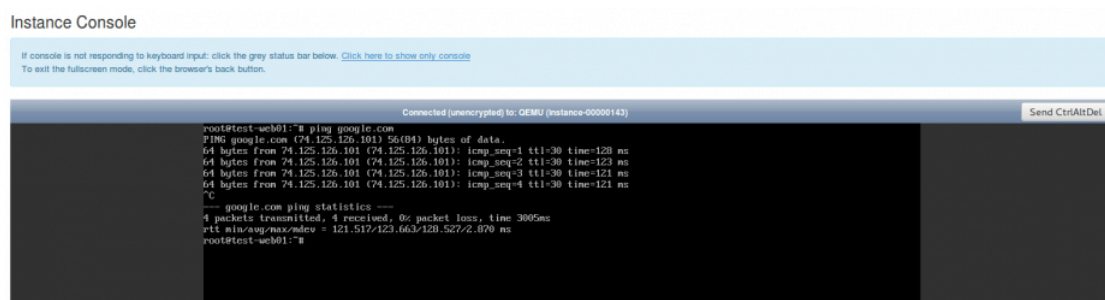 Instance Console
If console is not responding to keyboard input: click the grey status bar below. Click here to show only console
To exit the fullscreen mode, click the browser's back button.
Connected (unencrypted) to: QEMU (instance-00000143)
Send CtrlAltDel
root@test-web01:~# ping google.com
PING google.com (74.125.126.101) 56(84) bytes of data.
64 bytes from 74.125.126.101 (74.125.126.101): icmp_seq=1 ttl=30 time=128 ms
64 bytes from 74.125.126.101 (74.125.126.101): icmp_seq=2 ttl=30 time=123 ms
64 bytes from 74.125.126.101 (74.125.126.101): icmp_seq=3 ttl=30 time=121 ms
64 bytes from 74.125.126.101 (74.125.126.101): icmp_seq=4 ttl=30 time=121 ms
^C
--- google.com ping statistics ---
4 packets transmitted, 4 received, 0% packet loss, time 3005ms
rtt min/avg/max/mdev = 121.517/123.663/128.527/2.870 ms
root@test-web01:~#